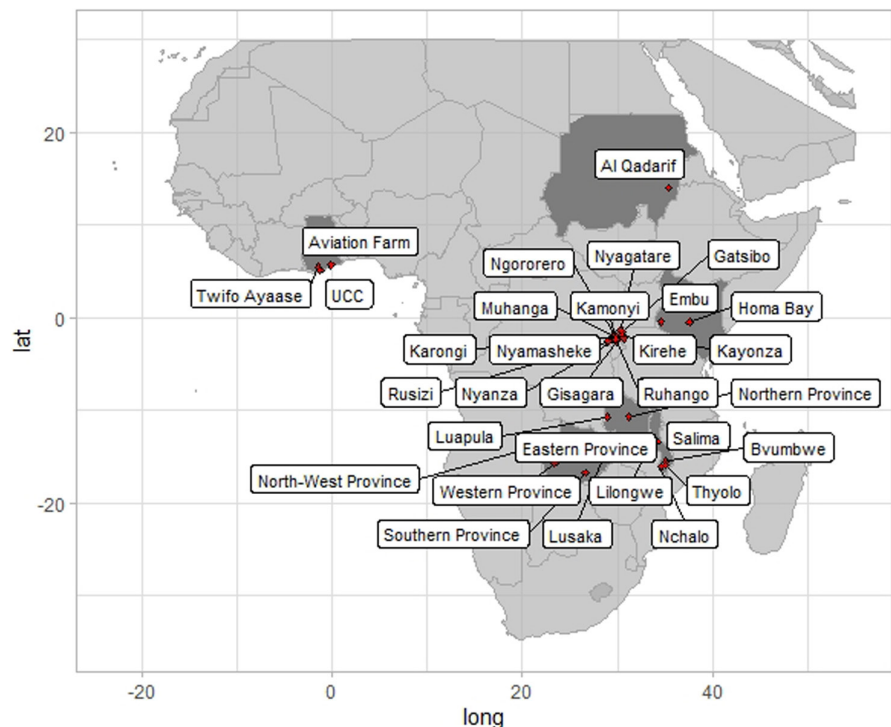 20
Al Qadarif
Aviation Farm
Nyagatare
Gatsibo
Ngororero
Twifo Ayaase
UCC
Muhanga
Kamonyi
Embu
Homa Bay
lat
0
Karongi
Nyamasheke
Kirehe
Kayonza
Rusizi
Nyanza
Gisagara
Ruhango
Northern Province
Luapula
Eastern Province
Salima
Bvumbwe
North-West Province
Western Province
Lilongwe
Thyolo
-20
Southern Province
Lusaka
Nchalo
-20
0
20
40
long